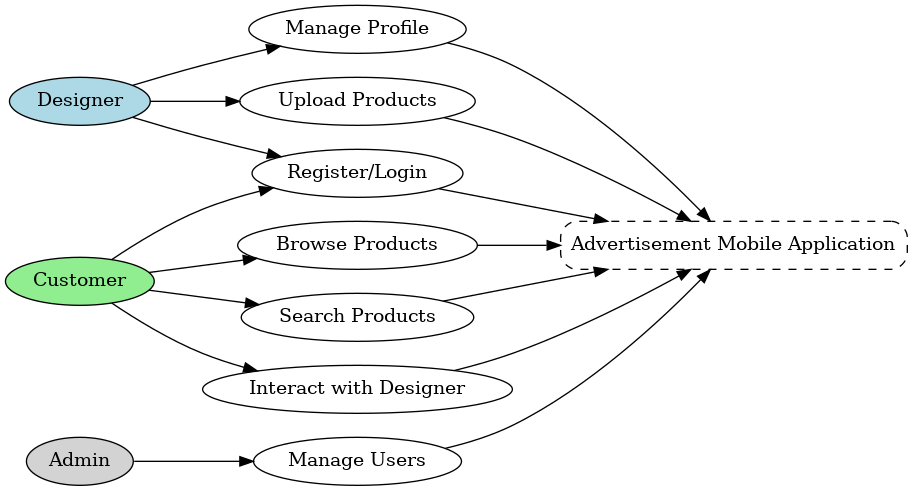 Manage Profile
Designer
Upload Products
Register/Login
Browse Products
Advertisement Mobile Application
Customer
Search Products
Interact with Designer
Admin
Manage Users